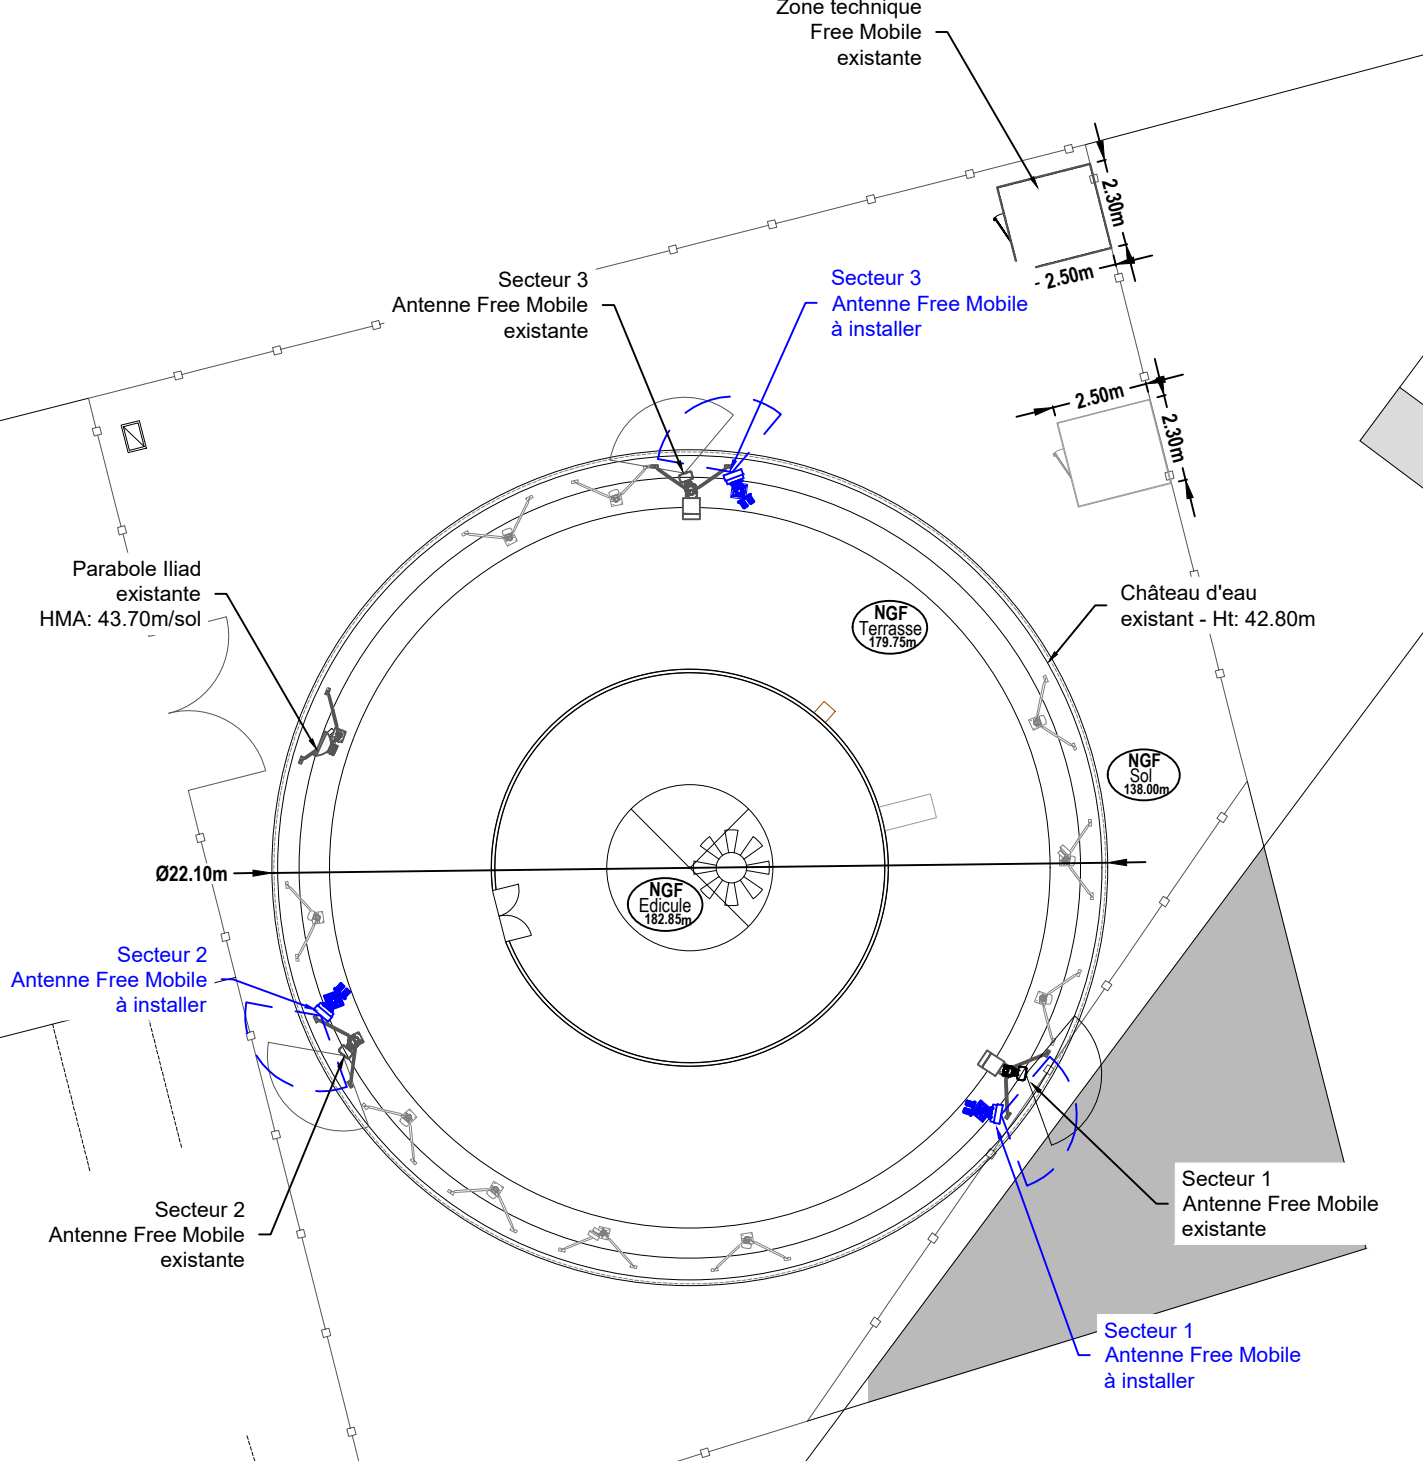 Zone technique
Free Mobile
existante
2.30m
- 2.50m
Secteur 3
Antenne Free Mobile
existante
Secteur 3
Antenne Free Mobile
à installer
2.50m
2.30m
Parabole Iliad
existante
HMA: 43.70m/sol
NGF
Terrasse
179.75m
Château d'eau
existant - Ht: 42.80m
NGF
Sol
138.00m
Ø22.10m
NGF
Edicule
182.85m
Secteur 2
Antenne Free Mobile
à installer
Secteur 2
Antenne Free Mobile
existante
Secteur 1
Antenne Free Mobile
existante
Secteur 1
Antenne Free Mobile
à installer